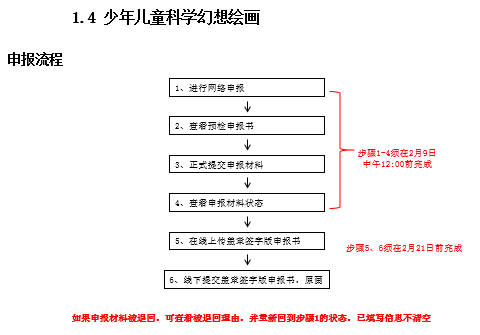 1.4 少年儿童科学幻想绘画
申报流程
1、进行网络申报
2、查看预检申报书
3、正式提交申报材料
4、查看申报材料状态
步骤1-4须在2月9日
中午12:00前完成
5、在线上传盖章签字版申报书
步骤5、6须在2月21日前完成
6、线下提交盖章签字版申报书，原画
如果申报材料被退回，可查看被退回理由，并重新回到步骤1的状态，已填写信息不清空